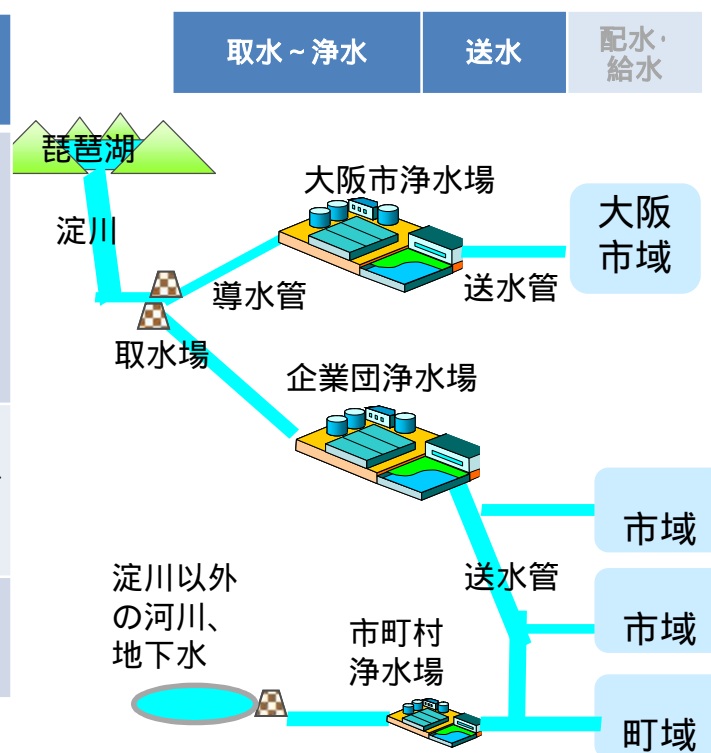 取水~浄水
送水
配水・
給水
琵琶湖
淀川
大阪市浄水場
大阪
市域
導水管
送水管
取水場
企業団浄水場
市域
送水管
淀川以外
の河川、
地下水
市町村
浄水場
市域
町域